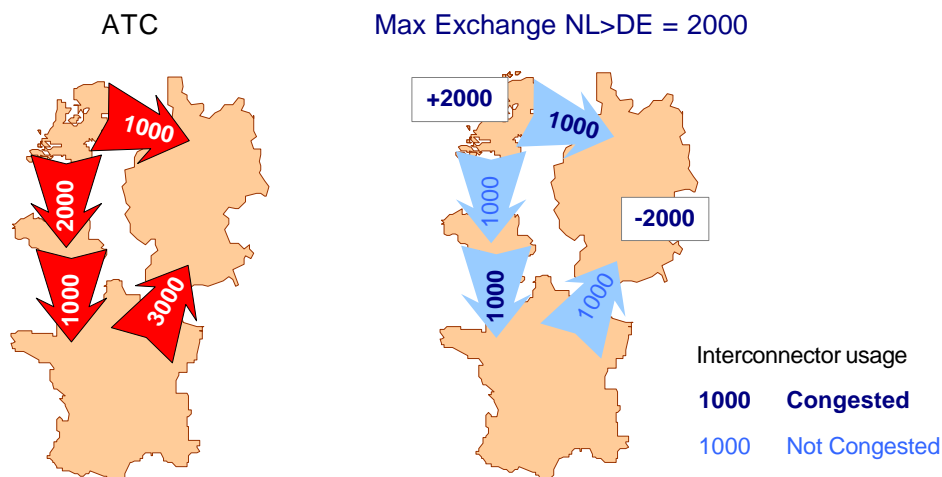 ATC
Max Exchange NL>DE = 2000
1000
2000
1000
3000
+2000
1000
1000
-2000
1000
1000
Interconnector usage
1000 Congested
1000 Not Congested